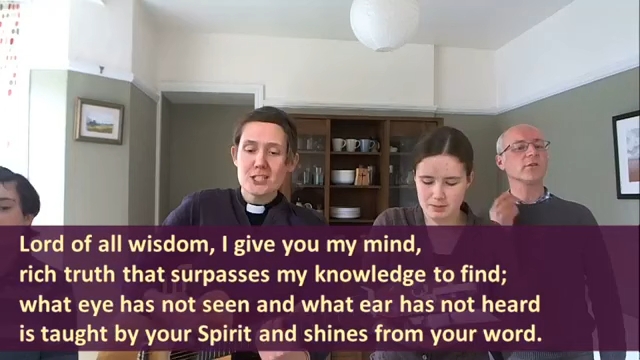 Lord of all wisdom, I give you my mind,
rich truth that surpasses my knowledge to find;
what eye has not seen and what ear has not heard
is taught by your Spirit and shines from your word.